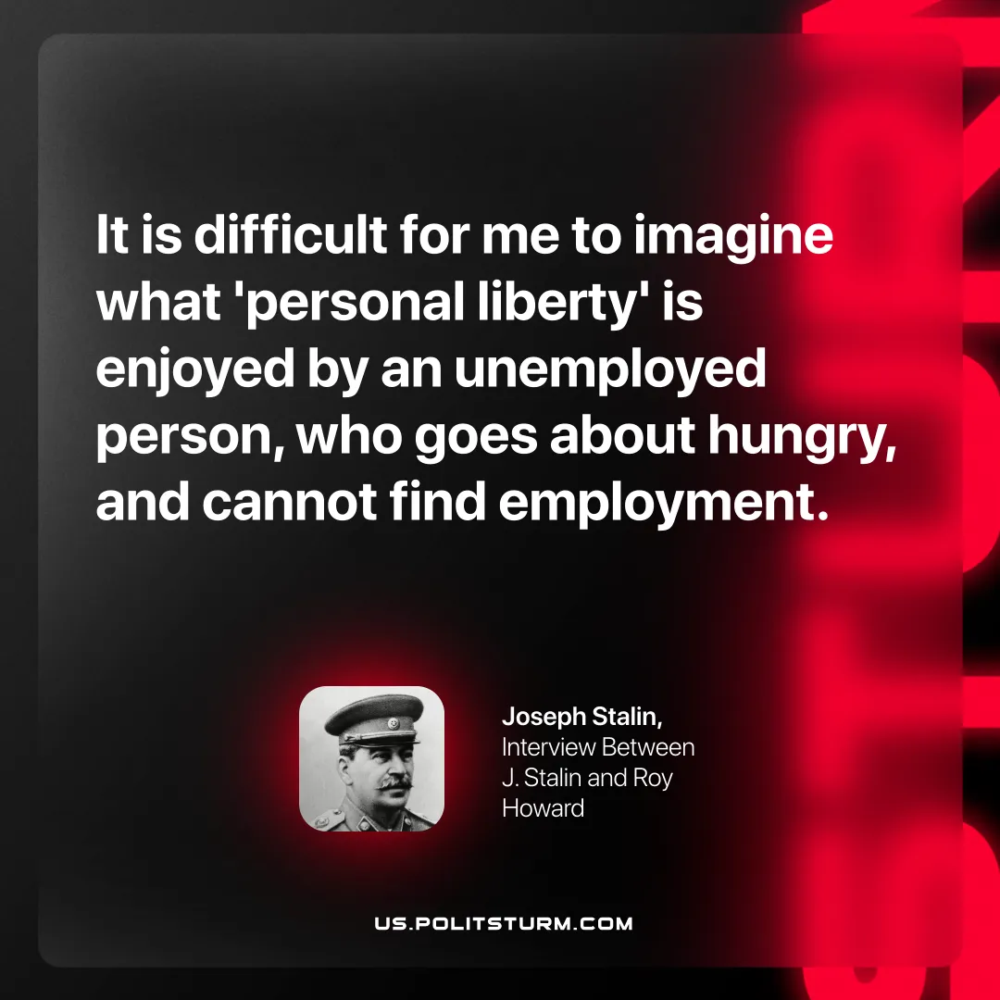 It is difficult for me to imagine
what 'personal liberty' is
enjoyed by an unemployed
person, who goes about hungry,
and cannot find employment.
Joseph Stalin,
Interview Between
J. Stalin and Roy
Howard
US.POLITSTURM.COM